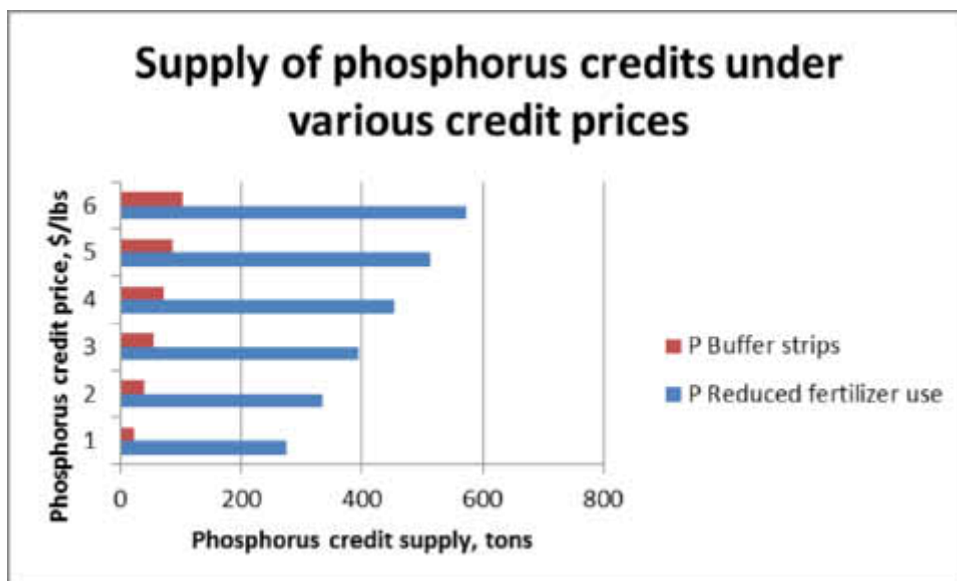 Supply of phosphorus credits under
various credit prices
Phosphorus credit price, $/lbs
6
5
4
3
2
1
0 200 400 600 800
Phosphorus credit supply, tons
P Buffer strips
P Reduced fertilizer use